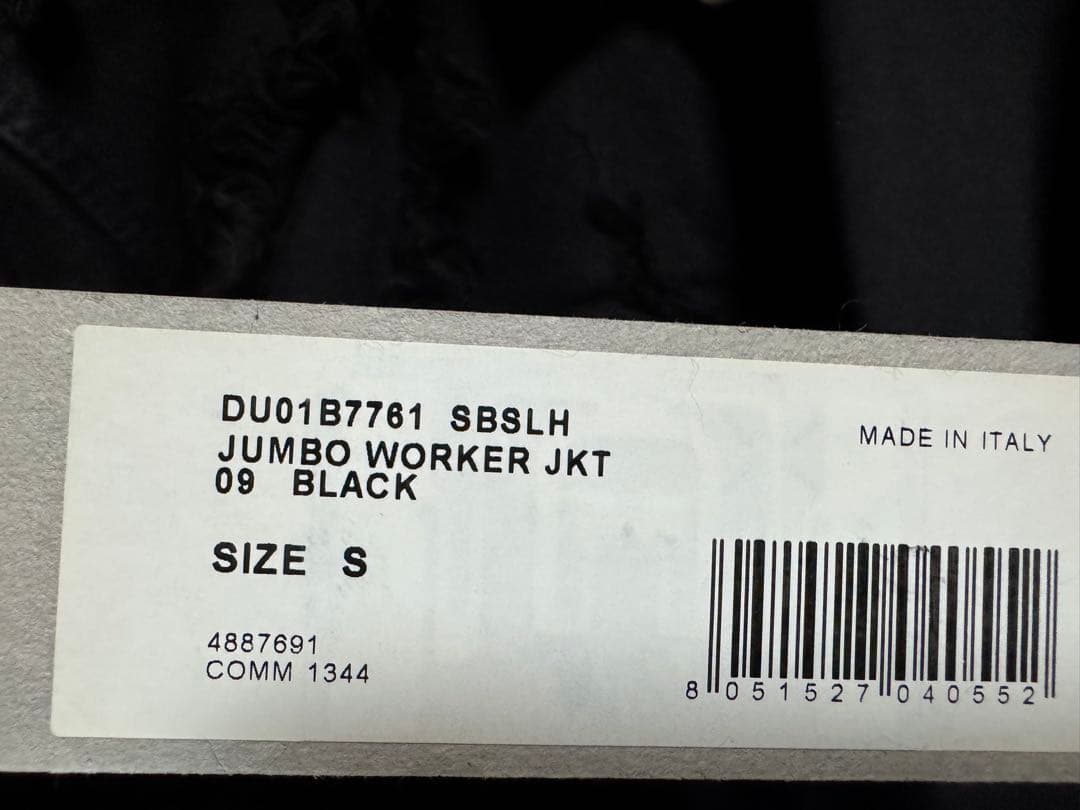 DU01B7761 SBSLH
JUMBO WORKER JKT
09 BLACK
MADE IN ITALY
SIZE S
4887691
COMM 1344
8 051527 040552